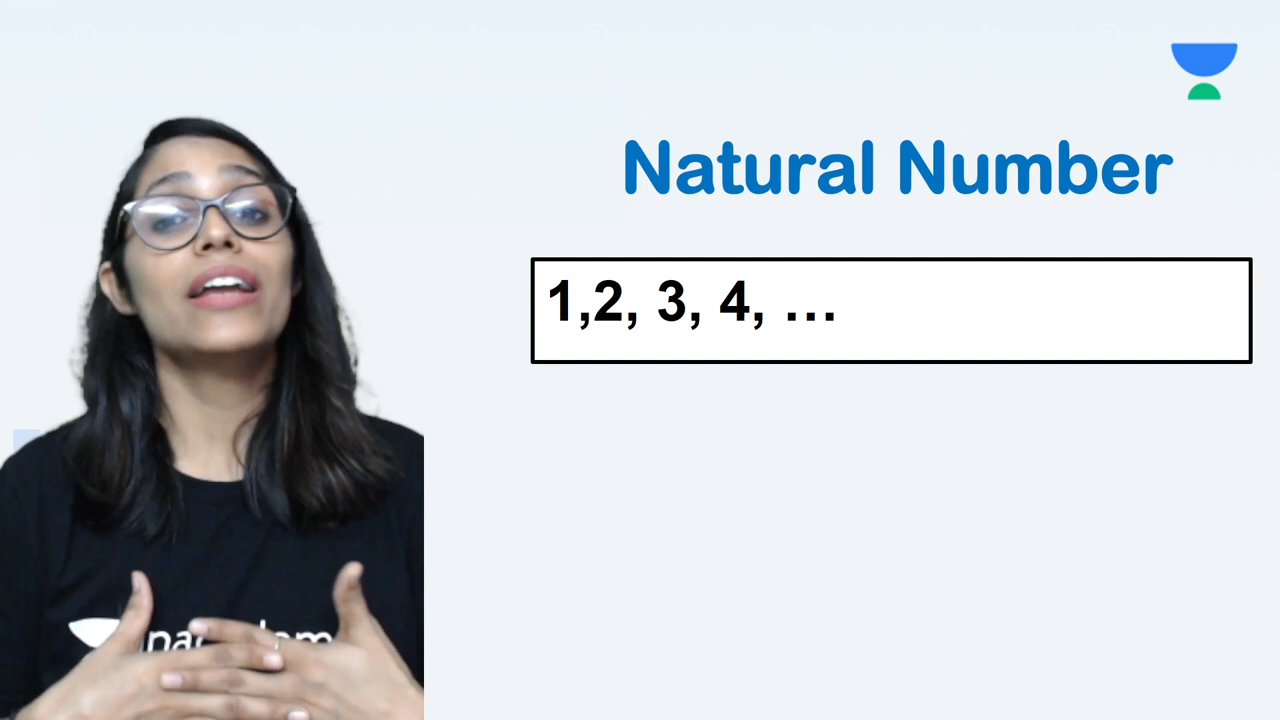 Natural Number
1,2, 3, 4, …